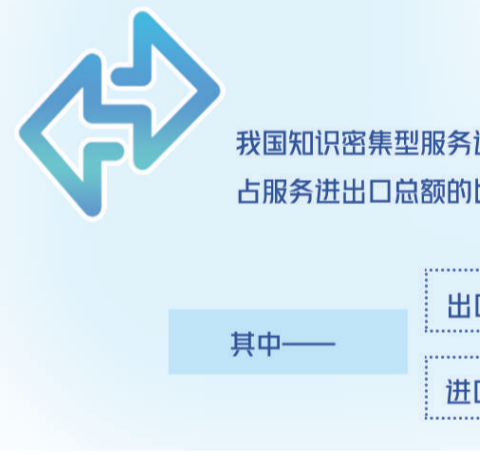 我国知识密集型服务
占服务进出口总额的
出
其中——
进